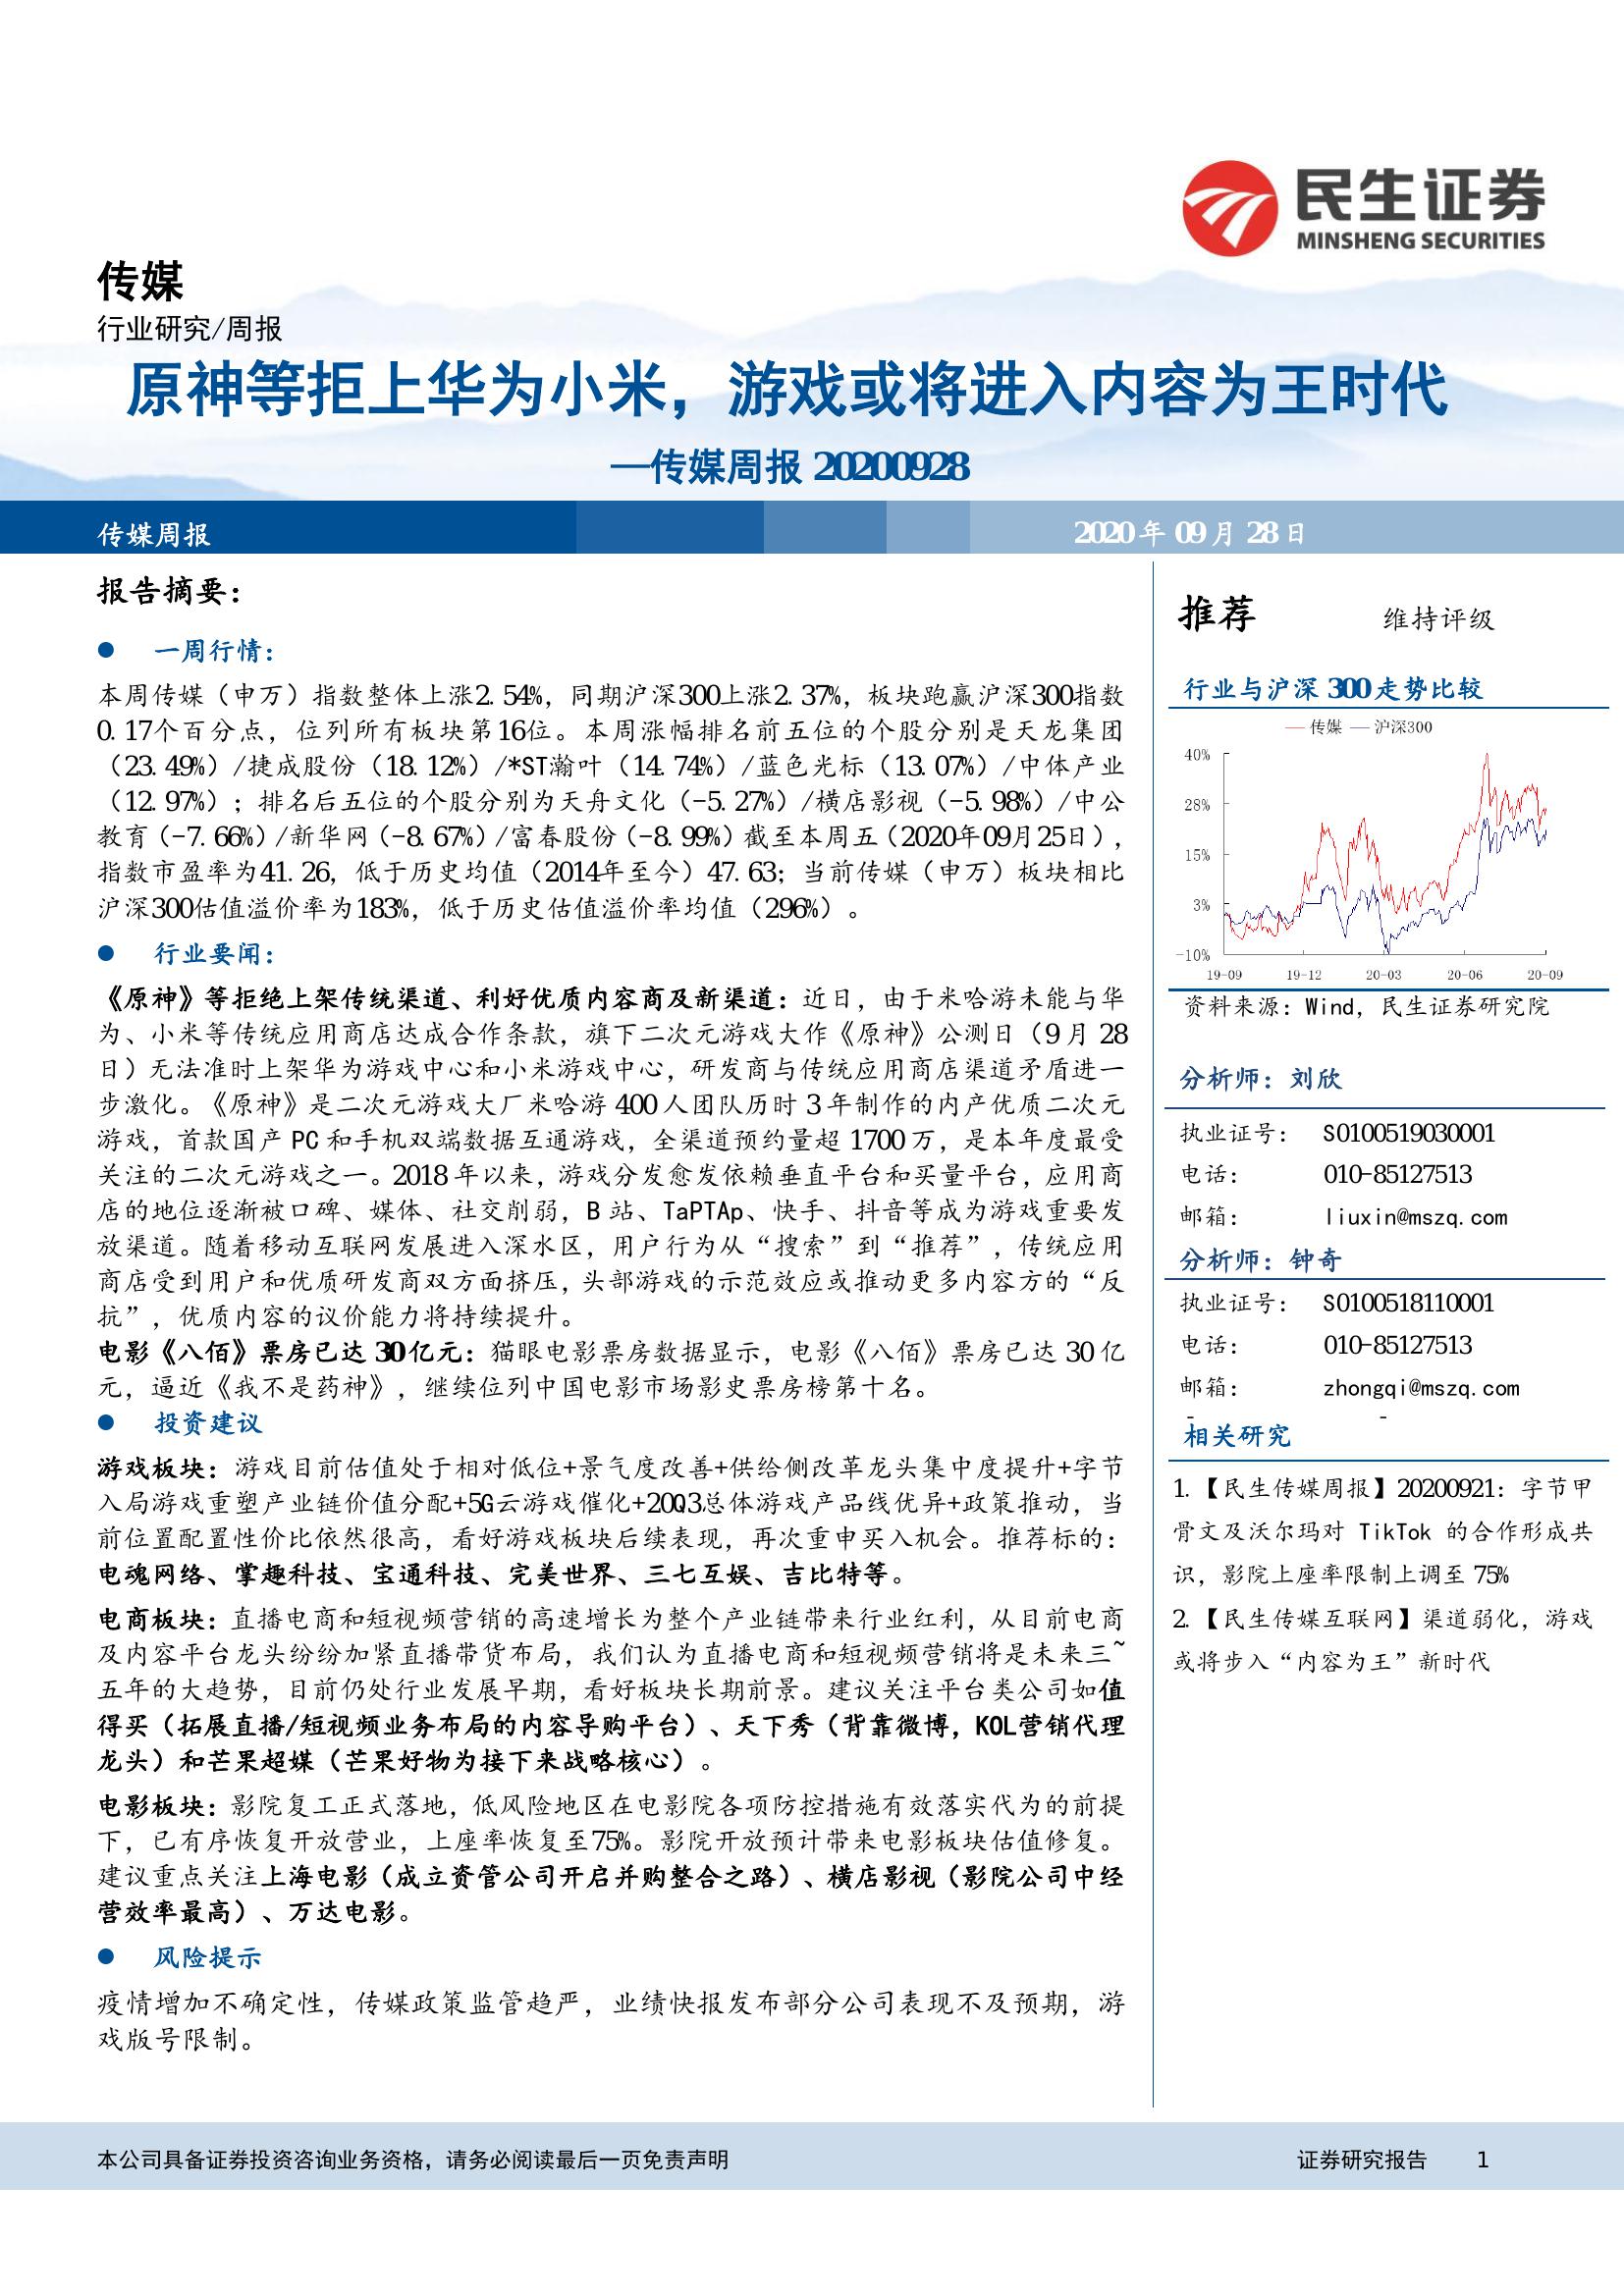 民生证券
MINSHENG SECURITIES
传媒
行业研究/周报
原神等拒上华为小米，游戏或将进入内容为王时代
—传媒周报 20200928
传媒周报
2020 年 09 月 28 日
报告摘要：
● 一周行情：
本周传媒（申万）指数整体上涨2.54%，同期沪深300上涨2.37%，板块跑赢沪深300指数
0.17个百分点，位列所有板块第16位。本周涨幅排名前五位的个股分别是天龙集团
（23.49%）/捷成股份（18.12%）/*ST瀚叶（14.74%）/蓝色光标（13.07%）/中体产业
（12.97%）；排名后五位的个股分别为天舟文化（-5.27%）/横店影视（-5.98%）/中公
教育（-7.66%）/新华网（-8.67%）/富春股份（-8.99%）截至本周五（2020年09月25日），
指数市盈率为41.26，低于历史均值（2014年至今）47.63；当前传媒（申万）板块相比
沪深300估值溢价率为183%，低于历史估值溢价率均值（296%）。
● 行业要闻：
《原神》等拒绝上架传统渠道、利好优质内容商及新渠道：近日，由于米哈游未能与华
为、小米等传统应用商店达成合作条款，旗下二次元游戏大作《原神》公测日（9 月 28
日）无法准时上架华为游戏中心和小米游戏中心，研发商与传统应用商店渠道矛盾进一
步激化。《原神》是二次元游戏大厂米哈游 400 人团队历时 3 年制作的内产优质二次元
游戏，首款国产 PC 和手机双端数据互通游戏，全渠道预约量超 1700 万，是本年度最受
关注的二次元游戏之一。2018 年以来，游戏分发愈发依赖垂直平台和买量平台，应用商
店的地位逐渐被口碑、媒体、社交削弱，B 站、TaPTAp、快手、抖音等成为游戏重要发
放渠道。随着移动互联网发展进入深水区，用户行为从“搜索”到“推荐”，传统应用
商店受到用户和优质研发商双方面挤压，头部游戏的示范效应或推动更多内容方的“反
抗”，优质内容的议价能力将持续提升。
电影《八佰》票房已达 30 亿元：猫眼电影票房数据显示，电影《八佰》票房已达 30 亿
元，逼近《我不是药神》，继续位列中国电影市场影史票房榜第十名。
● 投资建议
游戏板块：游戏目前估值处于相对低位+景气度改善+供给侧改革龙头集中度提升+字节
入局游戏重塑产业链价值分配+5G云游戏催化+20Q3总体游戏产品线优异+政策推动，当
前位置配置性价比依然很高，看好游戏板块后续表现，再次重申买入机会。推荐标的：
电魂网络、掌趣科技、宝通科技、完美世界、三七互娱、吉比特等。
电商板块：直播电商和短视频营销的高速增长为整个产业链带来行业红利，从目前电商
及内容平台龙头纷纷加紧直播带货布局，我们认为直播电商和短视频营销将是未来三~
五年的大趋势，目前仍处行业发展早期，看好板块长期前景。建议关注平台类公司如值
得买（拓展直播/短视频业务布局的内容导购平台）、天下秀（背靠微博，KOL营销代理
龙头）和芒果超媒（芒果好物为接下来战略核心）。
电影板块：影院复工正式落地，低风险地区在电影院各项防控措施有效落实代为的前提
下，已有序恢复开放营业，上座率恢复至75%。影院开放预计带来电影板块估值修复。
建议重点关注上海电影（成立资管公司开启并购整合之路）、横店影视（影院公司中经
营效率最高）、万达电影。
● 风险提示
疫情增加不确定性，传媒政策监管趋严，业绩快报发布部分公司表现不及预期，游
戏版号限制。
推荐 维持评级
行业与沪深 300 走势比较
传媒 沪深300
40%
28%
15%
3%
-10%
19-09 19-12 20-03 20-06 20-09
资料来源：Wind，民生证券研究院
分析师：刘欣
执业证号： S0100519030001
电话： 010-85127513
邮箱： liuxin@mszq.com
分析师：钟奇
执业证号： S0100518110001
电话： 010-85127513
邮箱： zhongqi@mszq.com
- -
相关研究
1.【民生传媒周报】20200921：字节甲
骨文及沃尔玛对 TikTok 的合作形成共
识，影院上座率限制上调至 75%
2.【民生传媒互联网】渠道弱化，游戏
或将步入“内容为王”新时代
本公司具备证券投资咨询业务资格，请务必阅读最后一页免责声明
证券研究报告 1